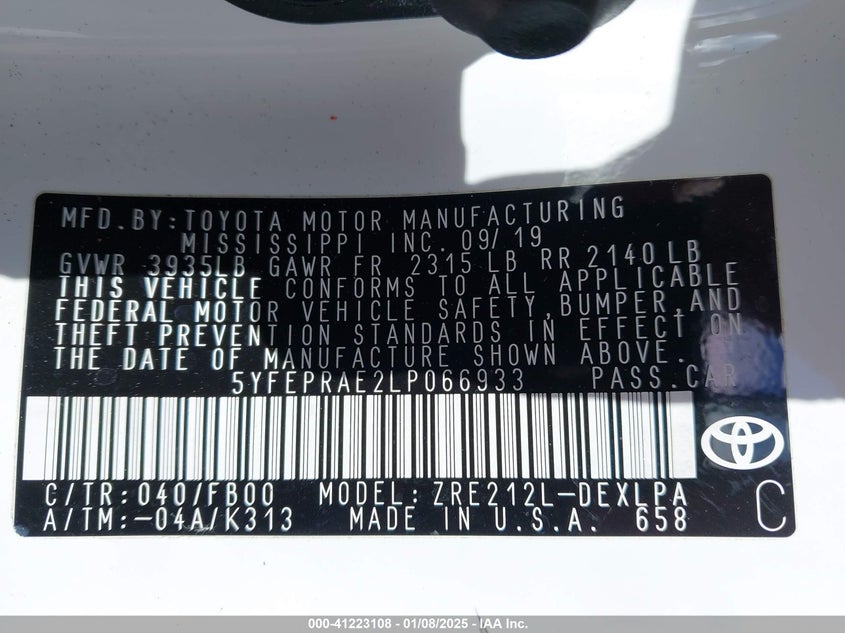 MFD. BY: TOYOTA MOTOR MANUFACTURING
MISSISSIPPI INC. 09/19
GVWR 3935LB GAWR FR 2315 LB RR 2140 LB
THIS VEHICLE CONFORMS TO ALL APPLICABLE
FEDERAL MOTOR VEHICLE SAFETY, BUMPER, AND
THEFT PREVENTION STANDARDS IN EFFECT ON
THE DATE OF MANUFACTURE SHOWN ABOVE.
5YFEPRAE2LP066933 PASS. CAR
C/TR: 040/FB00 MODEL: ZRE212L-DEXLPA
A/TM: -04A/K313 MADE IN U.S.A. 658 C
000-41223108 — 01/08/2025 — IAA Inc.